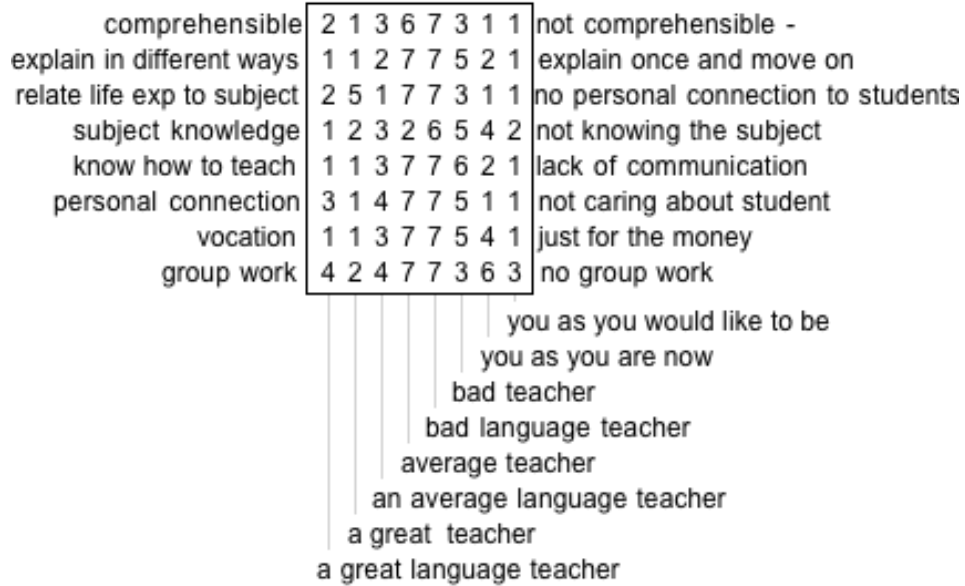 comprehensible 2 1 3 6 7 3 1 1 not comprehensible -
explain in different ways 1 1 2 7 7 5 2 1 explain once and move on
relate life exp to subject 2 5 1 7 7 3 1 1 no personal connection to students
subject knowledge 1 2 3 2 6 5 4 2 not knowing the subject
know how to teach 1 1 3 7 7 6 2 1 lack of communication
personal connection 3 1 4 7 7 5 1 1 not caring about student
vocation 1 1 3 7 7 5 4 1 just for the money
group work 4 2 4 7 7 3 6 3 no group work
you as you would like to be
you as you are now
bad teacher
bad language teacher
average teacher
an average language teacher
a great teacher
a great language teacher